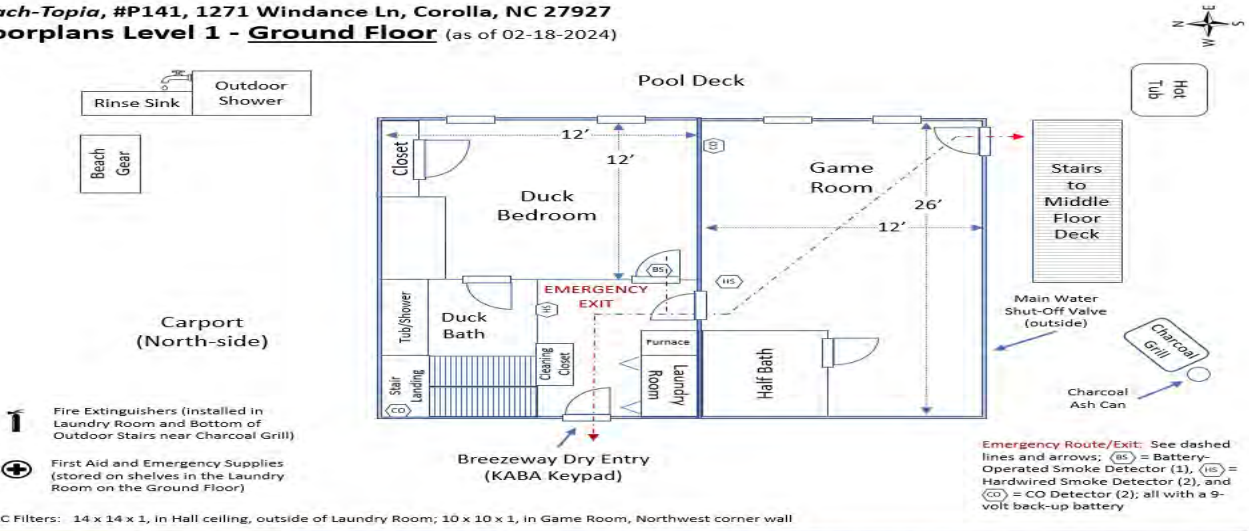 ach-Topia, #P141, 1271 Windance Ln, Corolla, NC 27927
oorplans Level 1 - Ground Floor (as of 02-18-2024)
N E S W
Pool Deck
Outdoor
Shower
Rinse Sink
Hot
Tub
Beach
Gear
Closet
12'
12'
Duck
Bedroom
CO
Game
Room
26'
12'
Stairs
to
Middle
Floor
Deck
BS
HS
EMERGENCY
EXIT
HS
Tub/Shower
Duck
Bath
Carport
(North-side)
Main Water
Shut-Off Valve
(outside)
Furnace
Cleaning
Closet
Laundry
Room
Half Bath
Stair
Landing
CO
Charcoal
Grill
Charcoal
Ash Can
Fire Extinguishers (installed in
Laundry Room and Bottom of
Outdoor Stairs near Charcoal Grill)
First Aid and Emergency Supplies
(stored on shelves in the Laundry
Room on the Ground Floor)
Breezeway Dry Entry
(KABA Keypad)
Emergency Route/Exit: See dashed
lines and arrows; BS = Battery-
Operated Smoke Detector (1), HS =
Hardwired Smoke Detector (2), and
CO = CO Detector (2); all with a 9-
volt back-up battery
C Filters: 14 x 14 x 1, in Hall ceiling, outside of Laundry Room; 10 x 10 x 1, in Game Room, Northwest corner wall